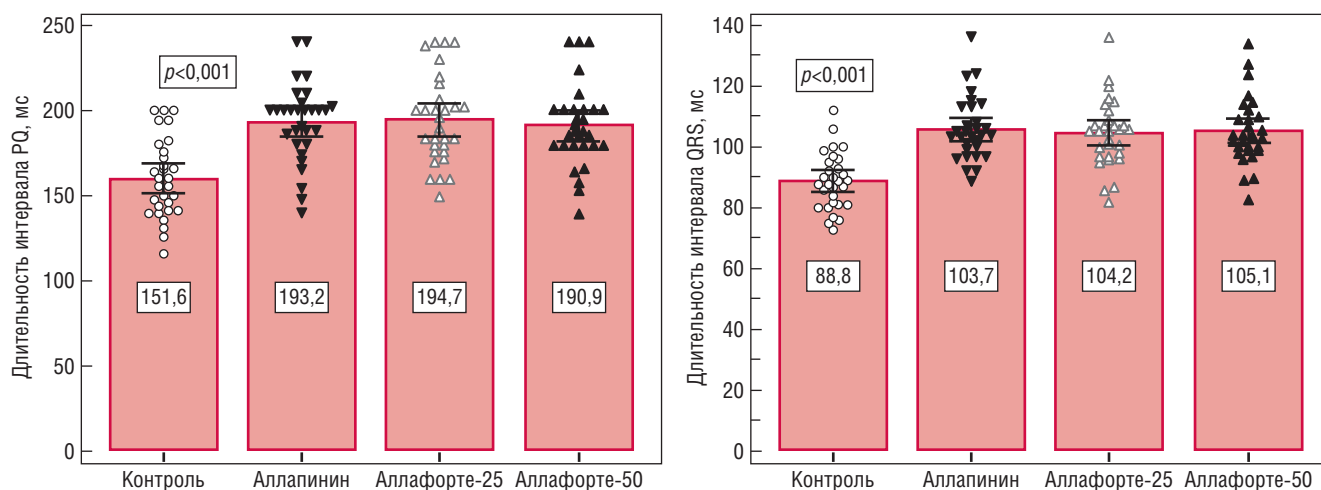 Длительность интервала PQ, мс
250
200
150
100
50
0
p<0,001
151,6
193,2
194,7
190,9
Контроль
Аллапинин
Аллафорте-25
Аллафорте-50
Длительность интервала QRS, мс
140
120
100
80
60
40
20
0
p<0,001
88,8
103,7
104,2
105,1
Контроль
Аллапинин
Аллафорте-25
Аллафорте-50